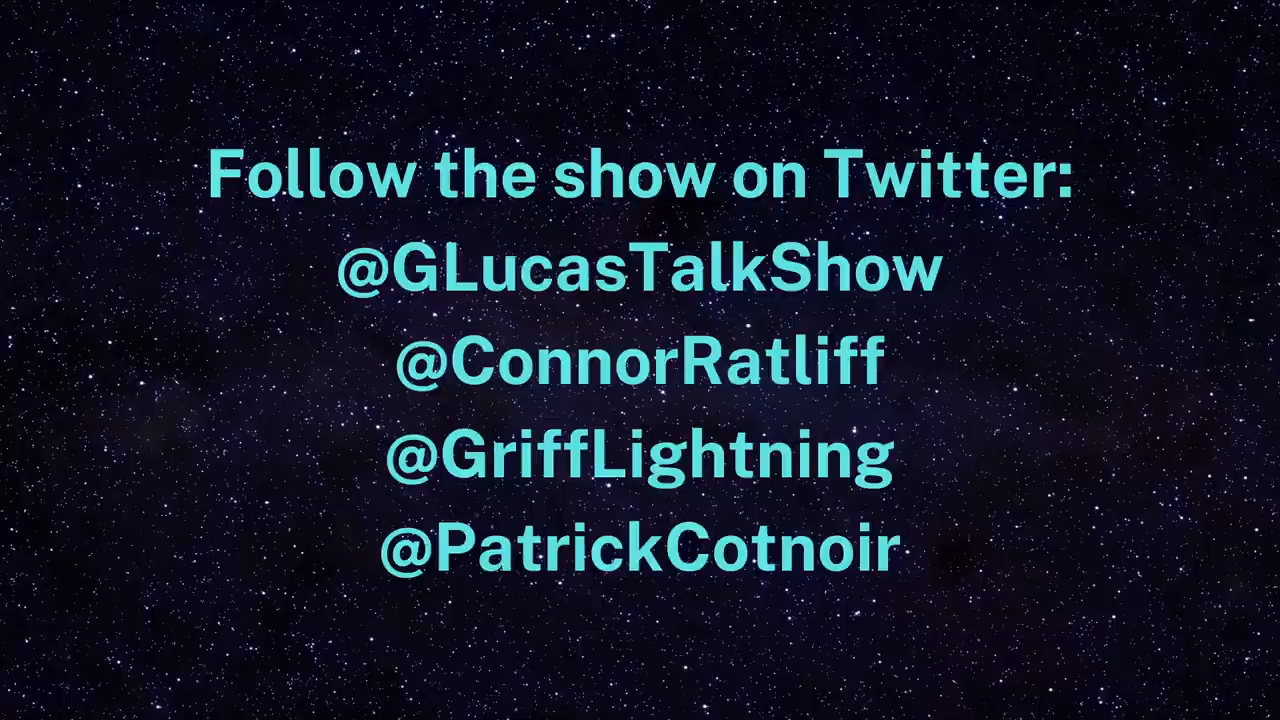 Follow the show on Twitter:
@GLucasTalkShow
@ConnorRatliff
@GriffLightning
@PatrickCotnoir